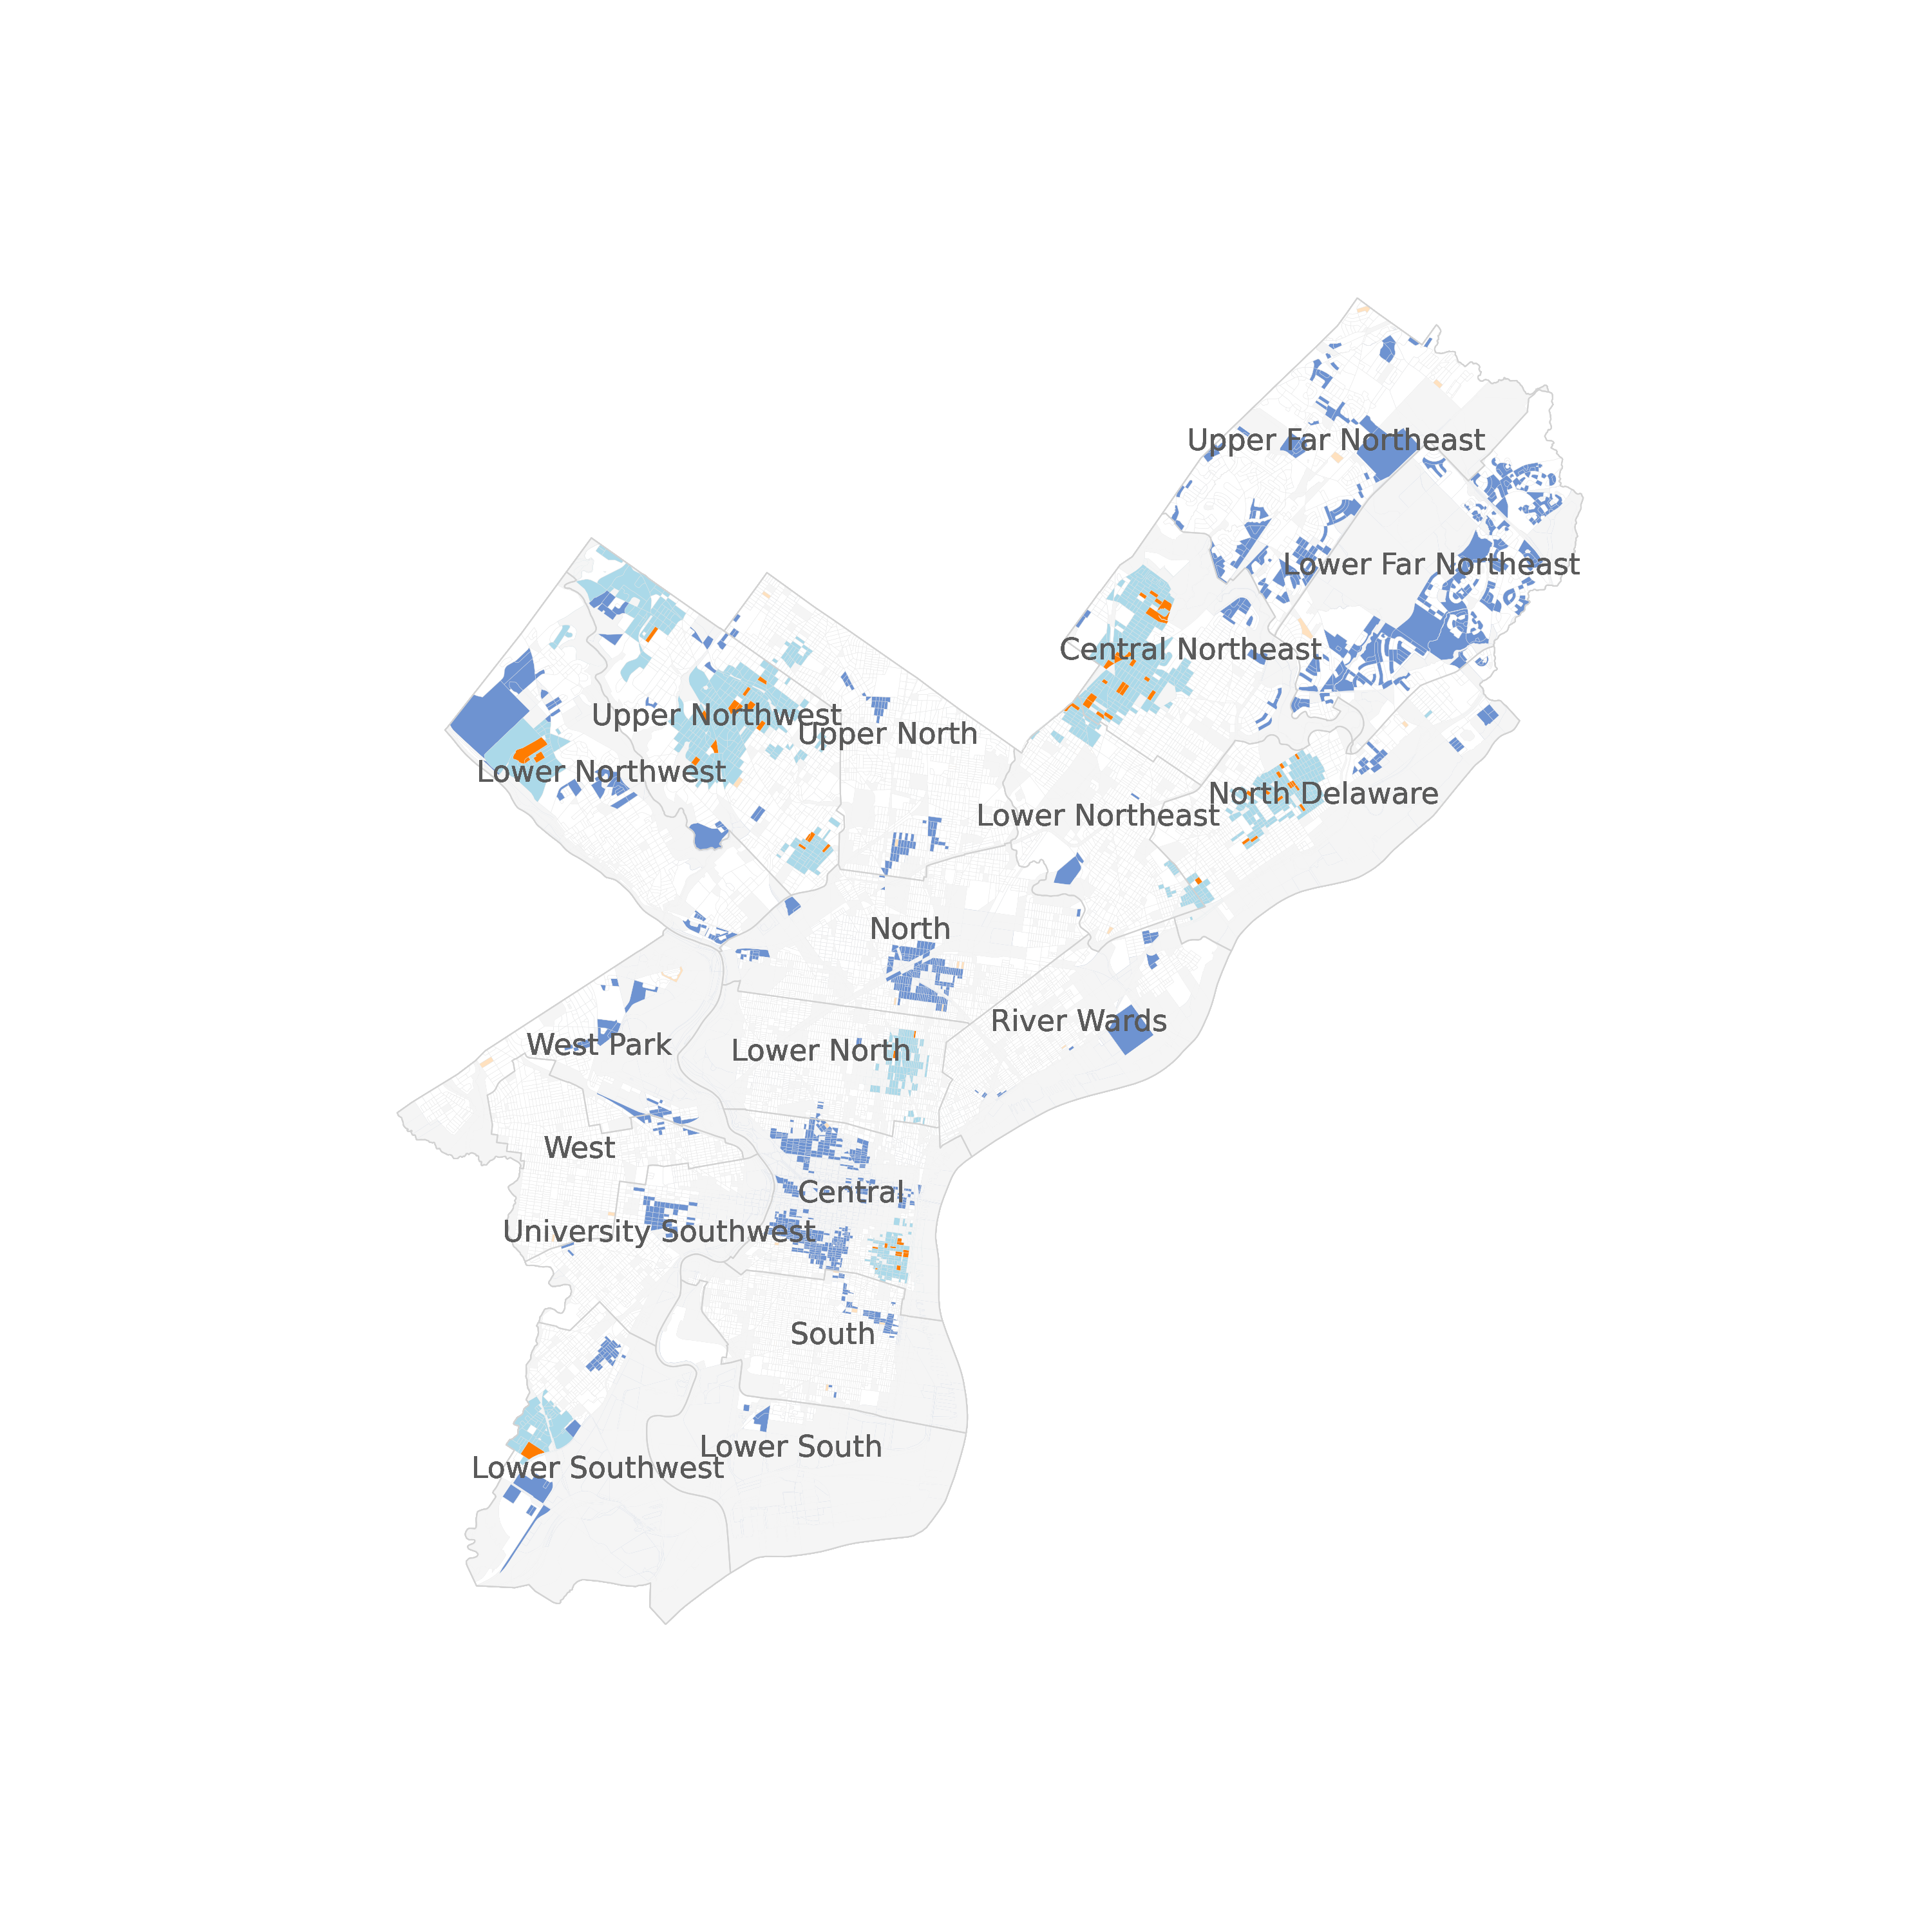 Upper Far Northeast
Lower Far Northeast
Central Northeast
Upper Northwest
Upper North
Lower Northwest
North Delaware
Lower Northeast
North
River Wards
West Park
Lower North
West
Central
University Southwest
South
Lower South
Lower Southwest